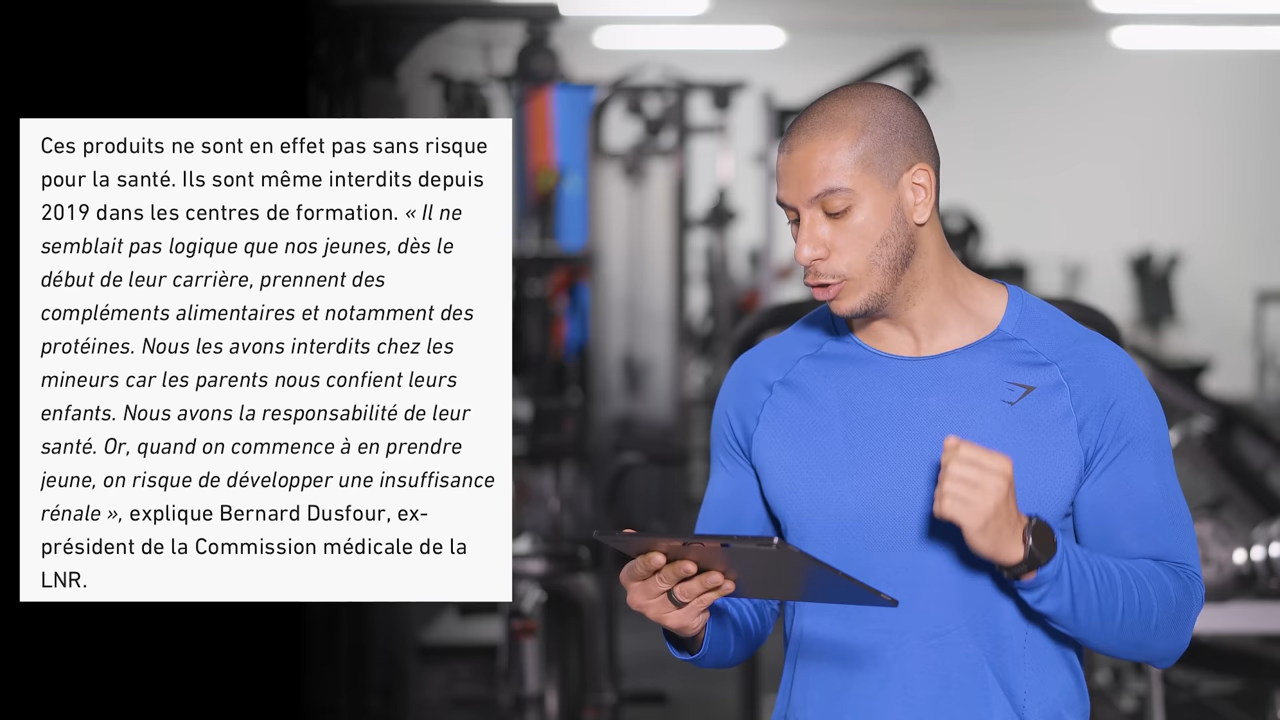 Ces produits ne sont en effet pas sans risque
pour la santé. Ils sont même interdits depuis
2019 dans les centres de formation. « Il ne
semblait pas logique que nos jeunes, dès le
début de leur carrière, prennent des
compléments alimentaires et notamment des
protéines. Nous les avons interdits chez les
mineurs car les parents nous confient leurs
enfants. Nous avons la responsabilité de leur
santé. Or, quand on commence à en prendre
jeune, on risque de développer une insuffisance
rénale », explique Bernard Dusfour, ex-
président de la Commission médicale de la
LNR.